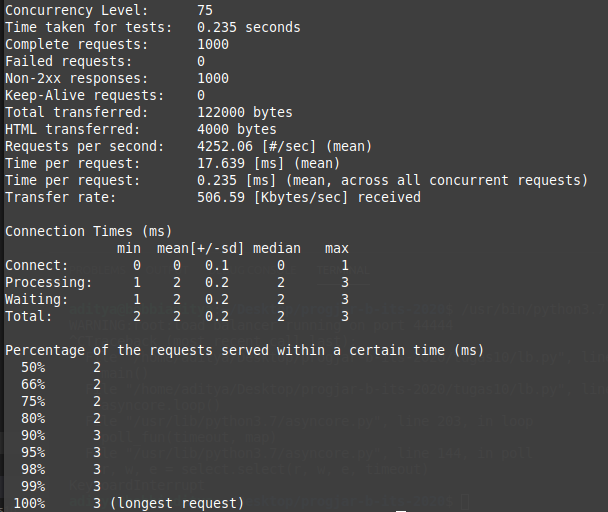 Concurrency Level:      75
Time taken for tests:   0.235 seconds
Complete requests:      1000
Failed requests:        0
Non-2xx responses:      1000
Keep-Alive requests:    0
Total transferred:      122000 bytes
HTML transferred:       4000 bytes
Requests per second:    4252.06 [#/sec] (mean)
Time per request:       17.639 [ms] (mean)
Time per request:       0.235 [ms] (mean, across all concurrent requests)
Transfer rate:          506.59 [Kbytes/sec] received
Connection Times (ms)
              min  mean[+/-sd] median   max
Connect:        0    0   0.1      0       1
Processing:     1    2   0.2      2       3
Waiting:        1    2   0.2      2       3
Total:          2    2   0.2      2       3
Percentage of the requests served within a certain time (ms)
  50%      2
  66%      2
  75%      2
  80%      2
  90%      3
  95%      3
  98%      3
  99%      3
 100%      3 (longest request)